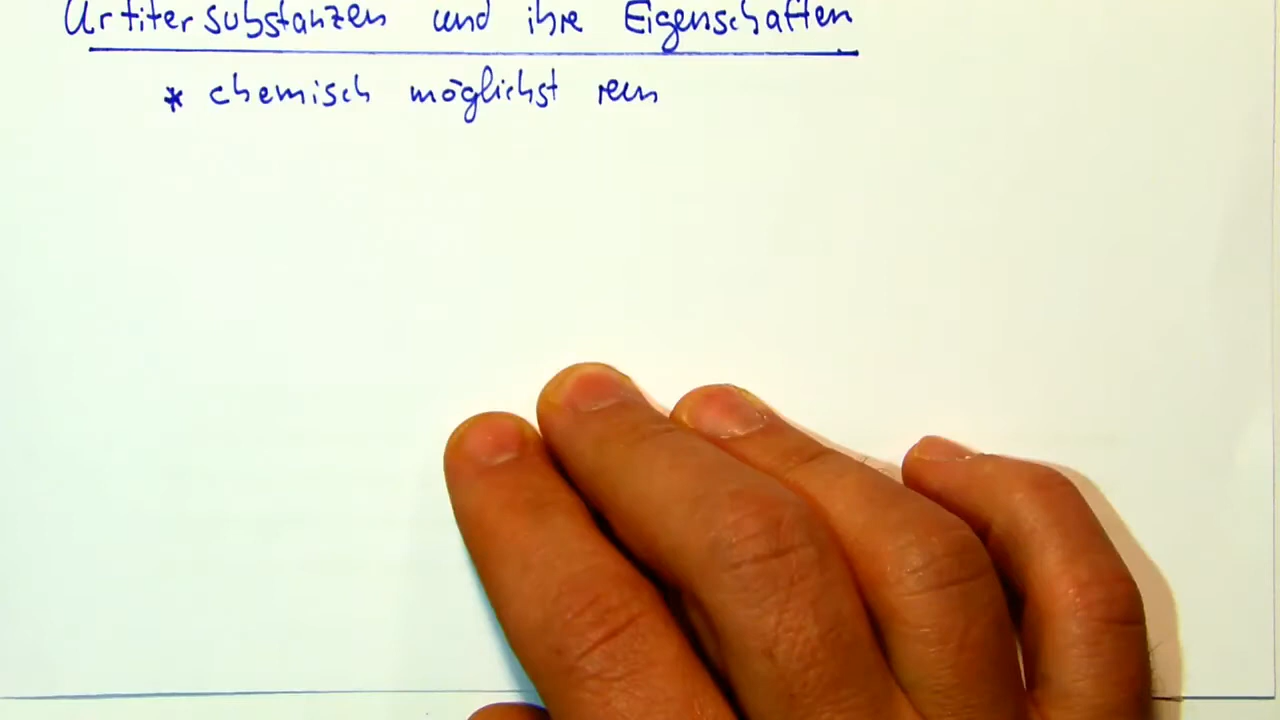 Urtitersubstanzen und ihre Eigenschaften
* chemisch möglichst rein